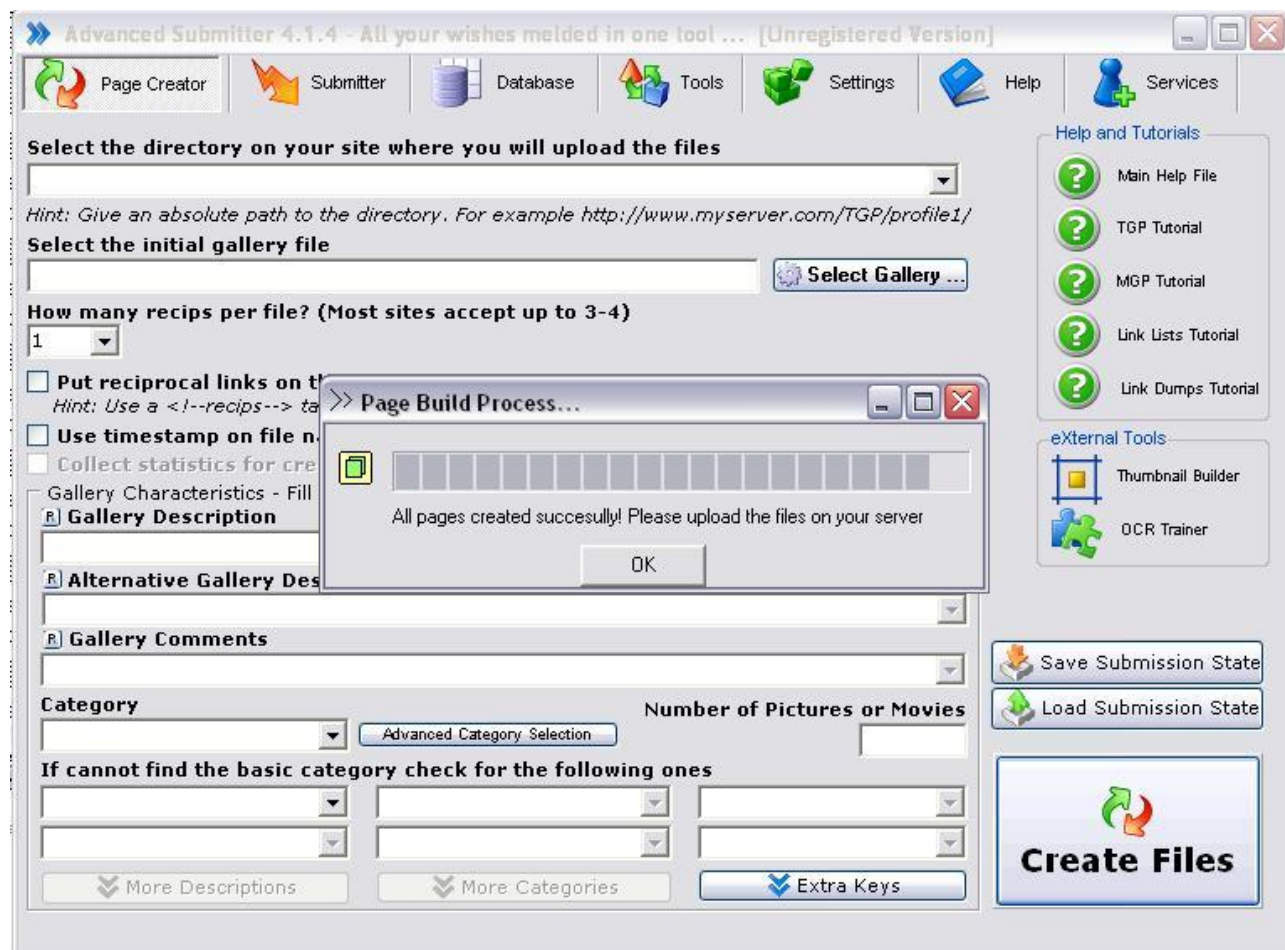 Advanced Submitter 4.1.4 - All your wishes melded in one tool ... [Unregistered Version]
Page Creator Submitter Database Tools Settings Help Services
Select the directory on your site where you will upload the files
Hint: Give an absolute path to the directory. For example http://www.myserver.com/TGP/profile1/
Select the initial gallery file
Select Gallery ...
How many recips per file? (Most sites accept up to 3-4)
1
Put reciprocal links on t
Hint: Use a <!--recips--> ta
Use timestamp on file n
Collect statistics for cre
Gallery Characteristics - Fill
R Gallery Description
R Alternative Gallery Des
R Gallery Comments
Category
Advanced Category Selection
Number of Pictures or Movies
If cannot find the basic category check for the following ones
More Descriptions
More Categories
Extra Keys
>> Page Build Process...
All pages created succesully! Please upload the files on your server
OK
Help and Tutorials
Main Help File
TGP Tutorial
MGP Tutorial
Link Lists Tutorial
Link Dumps Tutorial
eXternal Tools
Thumbnail Builder
OCR Trainer
Save Submission State
Load Submission State
Create Files